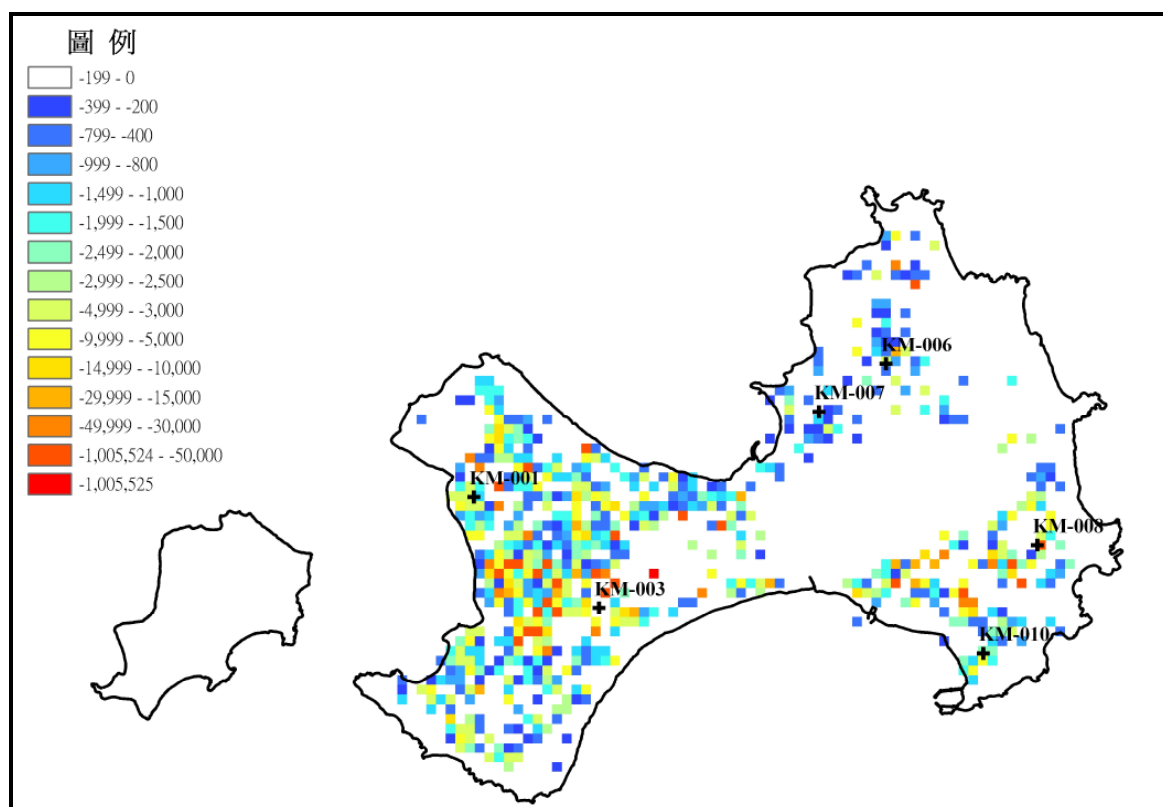 圖 例
-199 - 0
-399 - -200
-799- -400
-999 - -800
-1,499 - -1,000
-1,999 - -1,500
-2,499 - -2,000
-2,999 - -2,500
-4,999 - -3,000
-9,999 - -5,000
-14,999 - -10,000
-29,999 - -15,000
-49,999 - -30,000
-1,005,524 - -50,000
-1,005,525
KM-006
KM-007
KM-001
KM-008
KM-003
KM-010